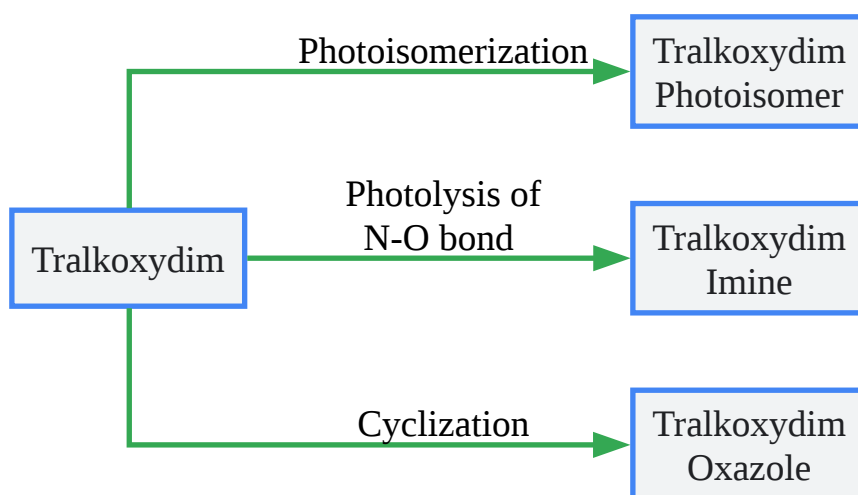 Photoisomerization
Tralkoxydim
Photoisomer
Photolysis of
N-O bond
Tralkoxydim
Tralkoxydim
Imine
Cyclization
Tralkoxydim
Oxazole